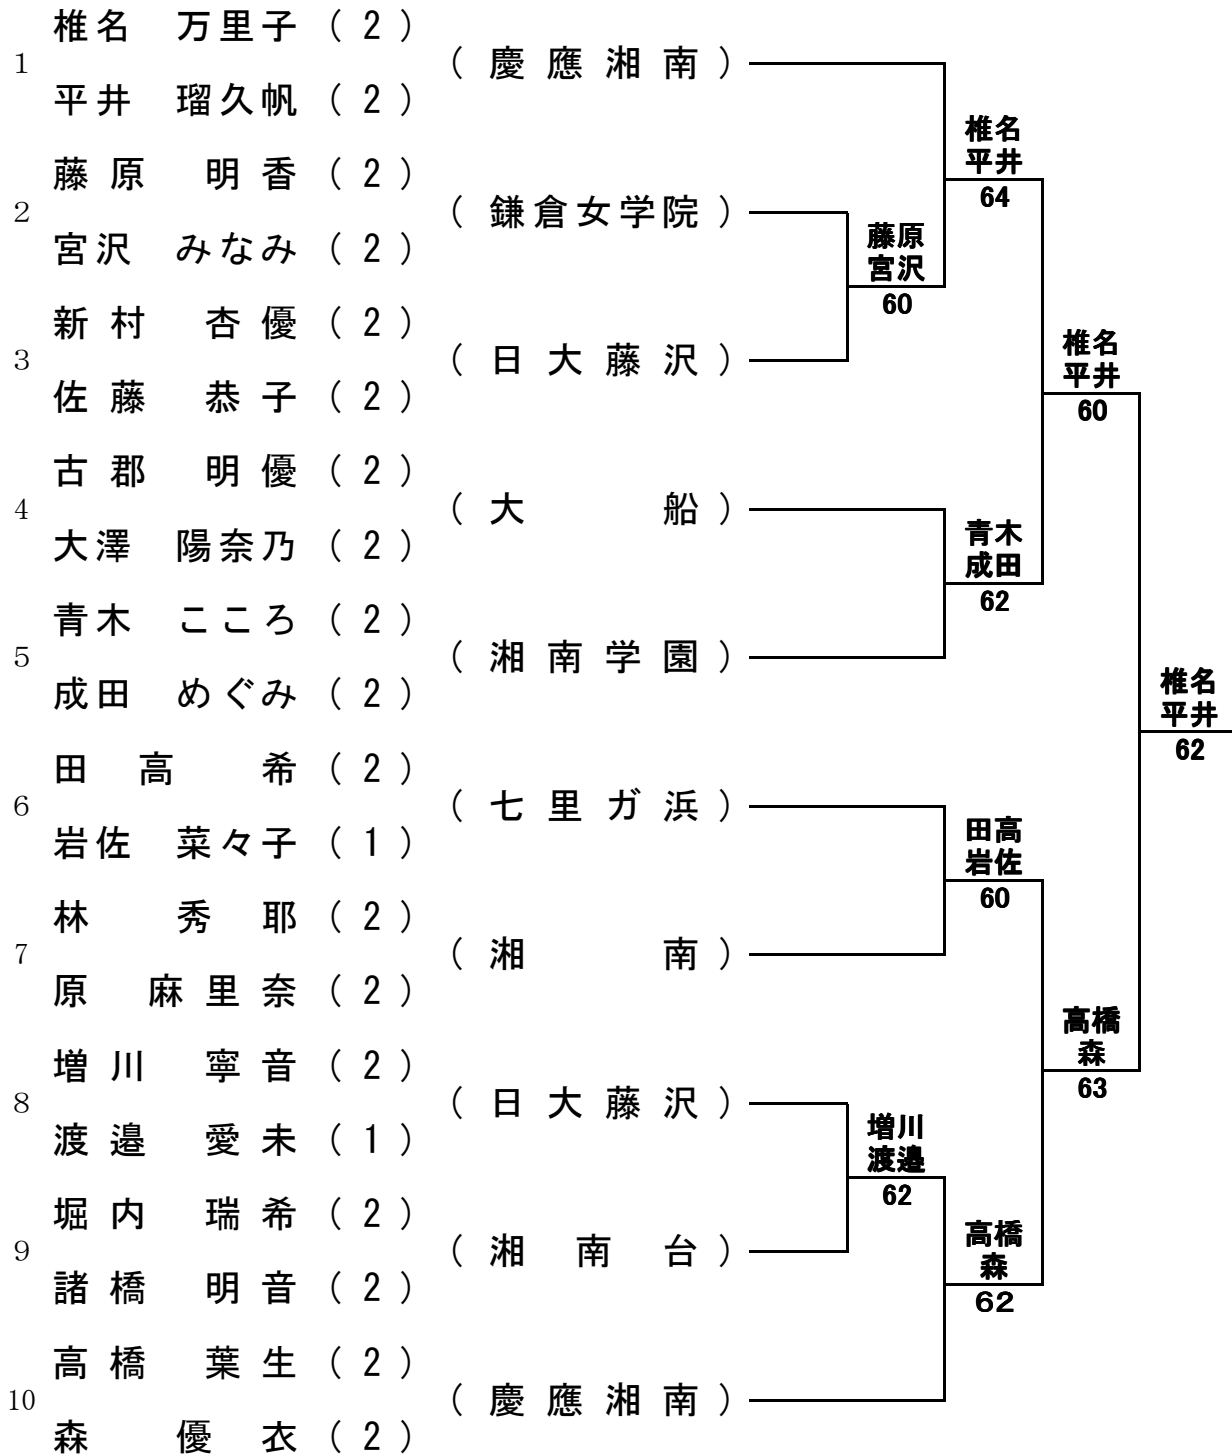 椎名 万里子 ( 2 )
1 ( 慶應湘南 )
平井 瑠久帆 ( 2 )
椎名
平井
64
藤原 明香 ( 2 )
2 ( 鎌倉女学院 )
宮沢 みなみ ( 2 )
藤原
宮沢
60
新村 杏優 ( 2 )
3 ( 日大藤沢 )
佐藤 恭子 ( 2 )
椎名
平井
60
古郡 明優 ( 2 )
4 ( 大船 )
大澤 陽奈乃 ( 2 )
青木
成田
62
青木 こころ ( 2 )
5 ( 湘南学園 )
成田 めぐみ ( 2 )
椎名
平井
62
田高 希 ( 2 )
6 ( 七里ガ浜 )
岩佐 菜々子 ( 1 )
田高
岩佐
60
林 秀耶 ( 2 )
7 ( 湘南 )
原 麻里奈 ( 2 )
高橋
森
63
増川 寧音 ( 2 )
8 ( 日大藤沢 )
渡邉 愛未 ( 1 )
増川
渡邉
62
堀内 瑞希 ( 2 )
9 ( 湘南台 )
諸橋 明音 ( 2 )
高橋
森
62
高橋 葉生 ( 2 )
10 ( 慶應湘南 )
森 優衣 ( 2 )